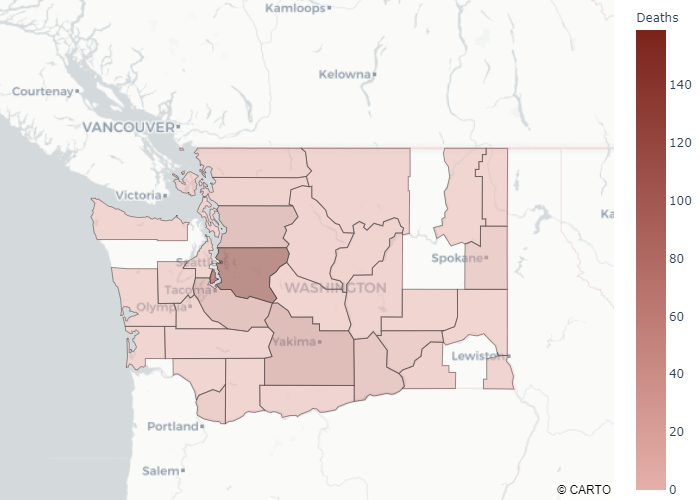 Kamloops
Deaths
Kelowna
140
Courtenay
VANCOUVER
120
Victoria
100
Ka
Seattle
Spokane
80
Tacoma
WASHINGTON
Olympia
60
Yakima
Lewiston
40
Portland
20
Salem
© CARTO
0